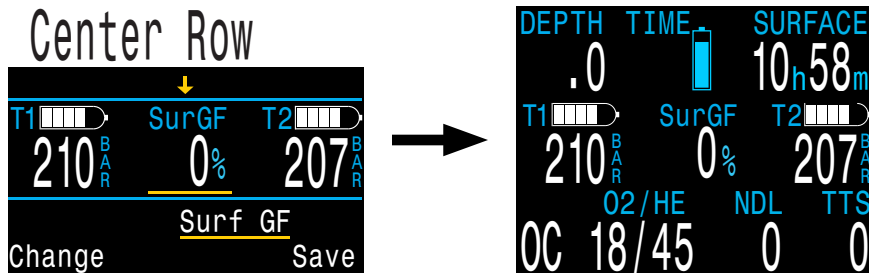 Center Row
T1 SurGF T2
210 BAR 0% 207 BAR
Surf GF
Change Save
DEPTH TIME SURFACE
.0 10h58m
T1 SurGF T2
210 BAR 0% 207 BAR
O2/HE NDL TTS
OC 18/45 0 0